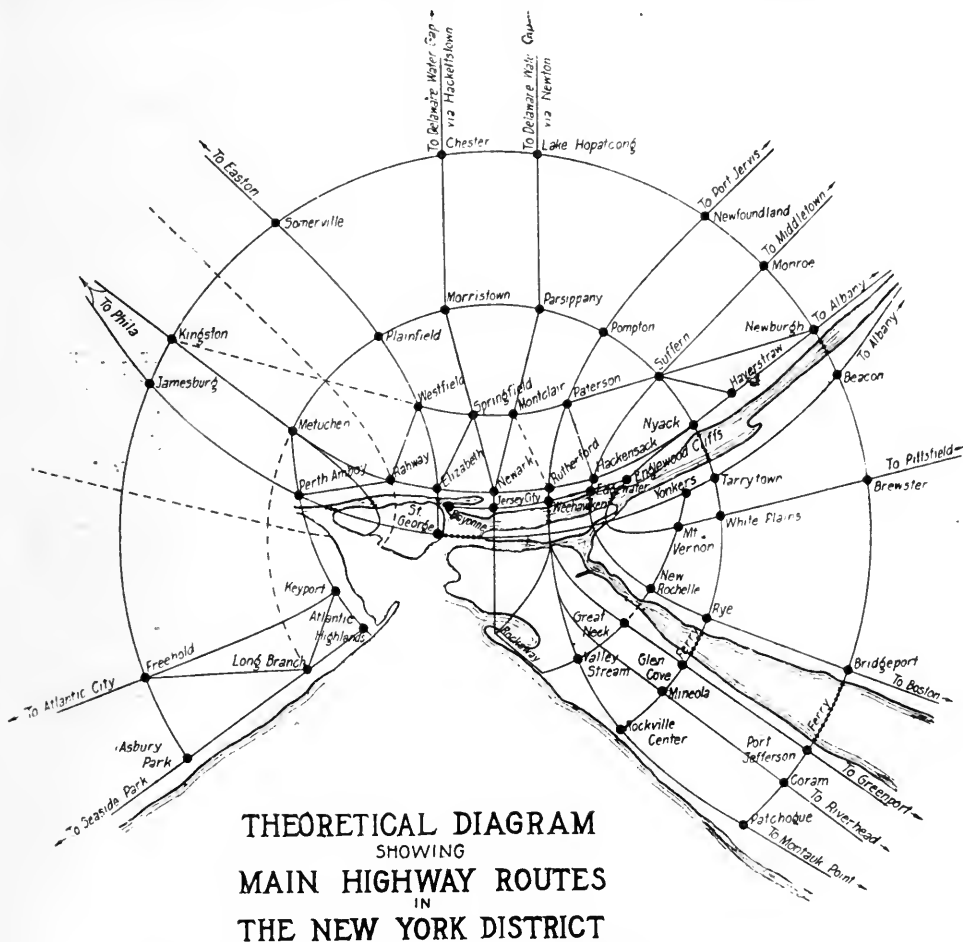 To Delaware Water Gap
via Hackettstown
To Delaware Water Gap
via Newton
Chester
Lake Hopatcong
To Easton
Somerville
To Port Jervis
Newfoundland
To Middletown
Monroe
Morristown
Parsippany
Plainfield
Pompton
To Phila
Kingston
Jamesburg
Newburgh
To Albany
To Albany
Beacon
Suffern
Haverstraw
Westfield
Springfield
Montclair
Paterson
Nyack
Metuchen
Perth Amboy
Rahway
Elizabeth
Newark
Rutherford
Hackensack
Englewood Cliffs
Jersey City
Weehawken
Edgewater
Yonkers
Tarrytown
To Pittsfield
Brewster
St.
George
Bayonne
White Plains
Mt
Vernon
New
Rochelle
Keyport
Atlantic
Highlands
Rye
Great
Neck
Rockaway
Ferry
Freehold
Long Branch
Valley
Stream
Glen
Cove
Mineola
Bridgeport
To Boston
To Atlantic City
Ferry
Rockville
Center
Asbury
Park
Port
Jefferson
To Greenport
Coram
To Riverhead
To Seaside Park
Patchogue
To Montauk Point
THEORETICAL DIAGRAM
SHOWING
MAIN HIGHWAY ROUTES
IN
THE NEW YORK DISTRICT